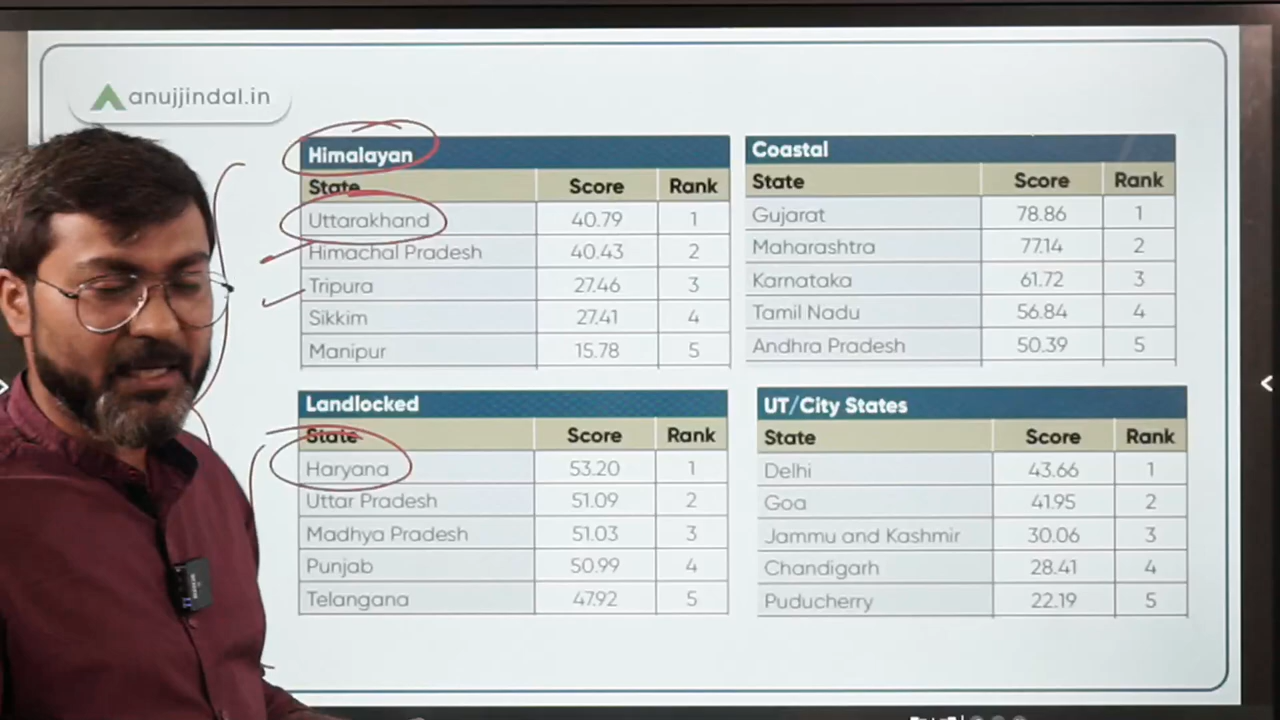 anujjindal.in
Himalayan
State Score Rank
Uttarakhand 40.79 1
Himachal Pradesh 40.43 2
Tripura 27.46 3
Sikkim 27.41 4
Manipur 15.78 5
Coastal
State Score Rank
Gujarat 78.86 1
Maharashtra 77.14 2
Karnataka 61.72 3
Tamil Nadu 56.84 4
Andhra Pradesh 50.39 5
Landlocked
State Score Rank
Haryana 53.20 1
Uttar Pradesh 51.09 2
Madhya Pradesh 51.03 3
Punjab 50.99 4
Telangana 47.92 5
UT/City States
State Score Rank
Delhi 43.66 1
Goa 41.95 2
Jammu and Kashmir 30.06 3
Chandigarh 28.41 4
Puducherry 22.19 5